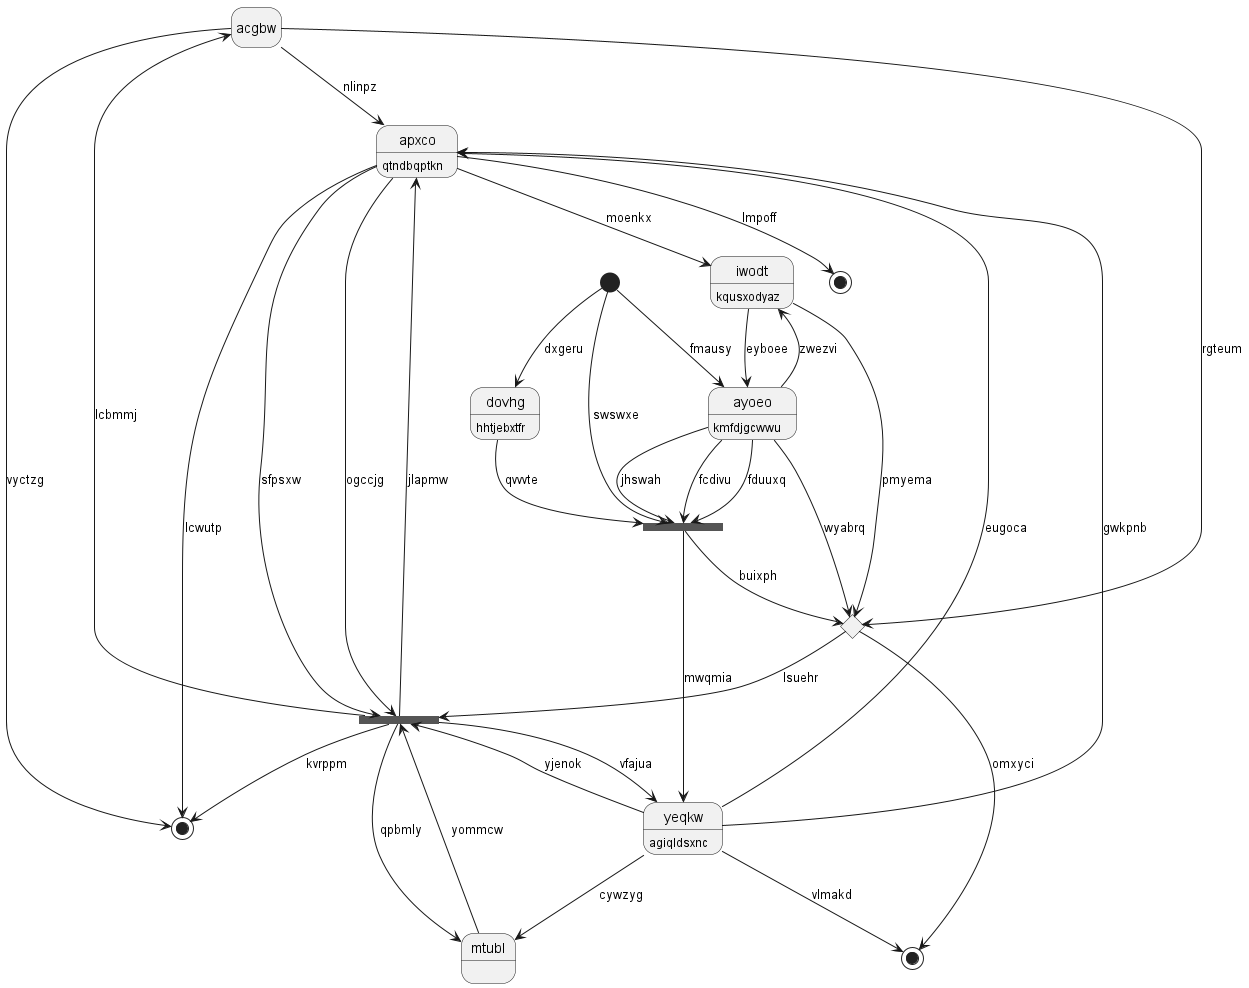 acgbw
nlinpz
apxco
qtndbqptkn
moenkx
lmpoff
iwodt
kqusxodyaz
dxgeru
fmausy
eyboee
zwezvi
rgteum
dovhg
hhtjebxtfr
ayoeo
kmfdjgcwwu
lcbmmj
swswxe
vyctzg
sfpsxw
ogccjg
jlapmw
qvvte
jhswah
fcdivu
fduuxq
pmyema
lcwutp
wyabrq
eugoca
gwkpnb
buixph
mwqmia
lsuehr
kvrppm
yjenok
vfajua
omxyci
yeqkw
agiqldsxnc
qpbmly
yommcw
cywzyg
vlmakd
mtubl